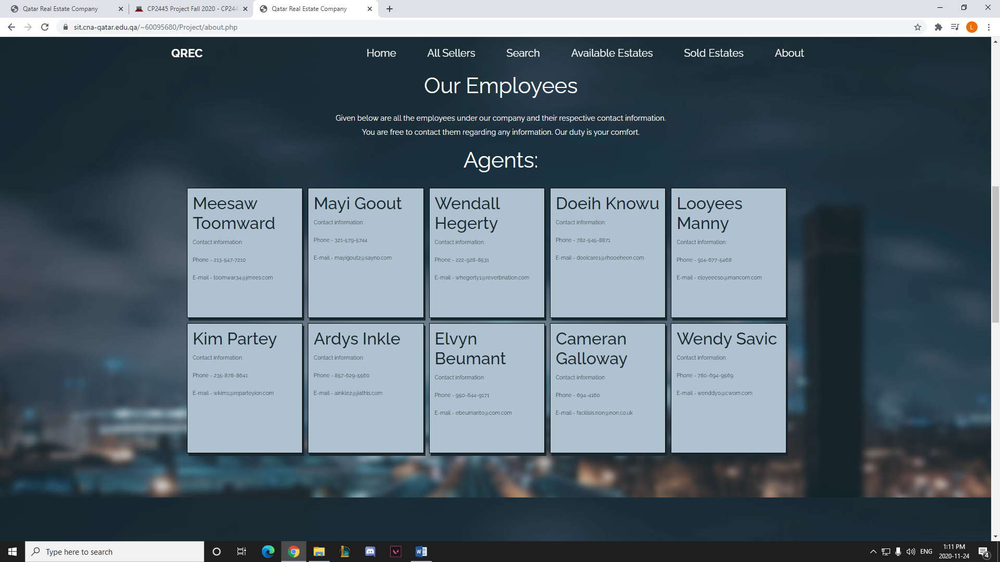 Qatar Real Estate Company
CP2445 Project Fall 2020 - CP244
Qatar Real Estate Company
sit.cna-qatar.edu.qa/~60095680/Project/about.php
L
QREC
Home
All Sellers
Search
Available Estates
Sold Estates
About
Our Employees
Given below are all the employees under our company and their respective contact information.
You are free to contact them regarding any information. Our duty is your comfort.
Agents:
Meesaw
Toomward
Contact information:
Phone - 213-547-7210
E-mail - toomwar34@jmees.com
Mayi Goout
Contact information:
Phone - 321-579-5744
E-mail - mayigout2@sayno.com
Wendall
Hegerty
Contact information:
Phone - 222-928-8531
E-mail - whegerty1@reverbnation.com
Doeih Knowu
Contact information:
Phone - 782-545-8871
E-mail - dooicare1@rhooeheen.com
Looyees
Manny
Contact information:
Phone - 914-677-5468
E-mail - eloyeees0@mancom.com
Kim Partey
Contact information:
Phone - 235-878-8641
E-mail - wkim1@reparteyion.com
Ardys Inkle
Contact information:
Phone - 857-629-5560
E-mail - ainkle2@jiathis.com
Elvyn
Beumant
Contact information:
Phone - 950-644-9171
E-mail - ebeumant0@com.com
Cameran
Galloway
Contact information:
Phone - 694-4160
E-mail - facilisis.non@non.co.uk
Wendy Savic
Contact information:
Phone - 780-694-9569
E-mail - wenddy0@cwom.com
Type here to search
ENG
1:11 PM
2020-11-24
4